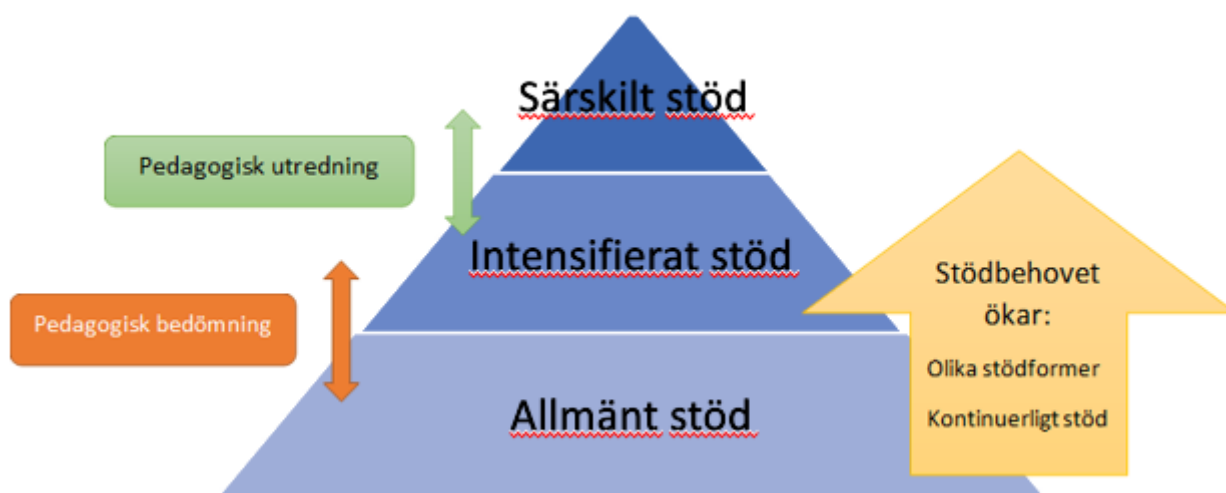 Särskilt stöd
Pedagogisk utredning
Intensifierat stöd
Pedagogisk bedömning
Allmänt stöd
Stödbehovet
ökar:
Olika stödformer
Kontinuerligt stöd